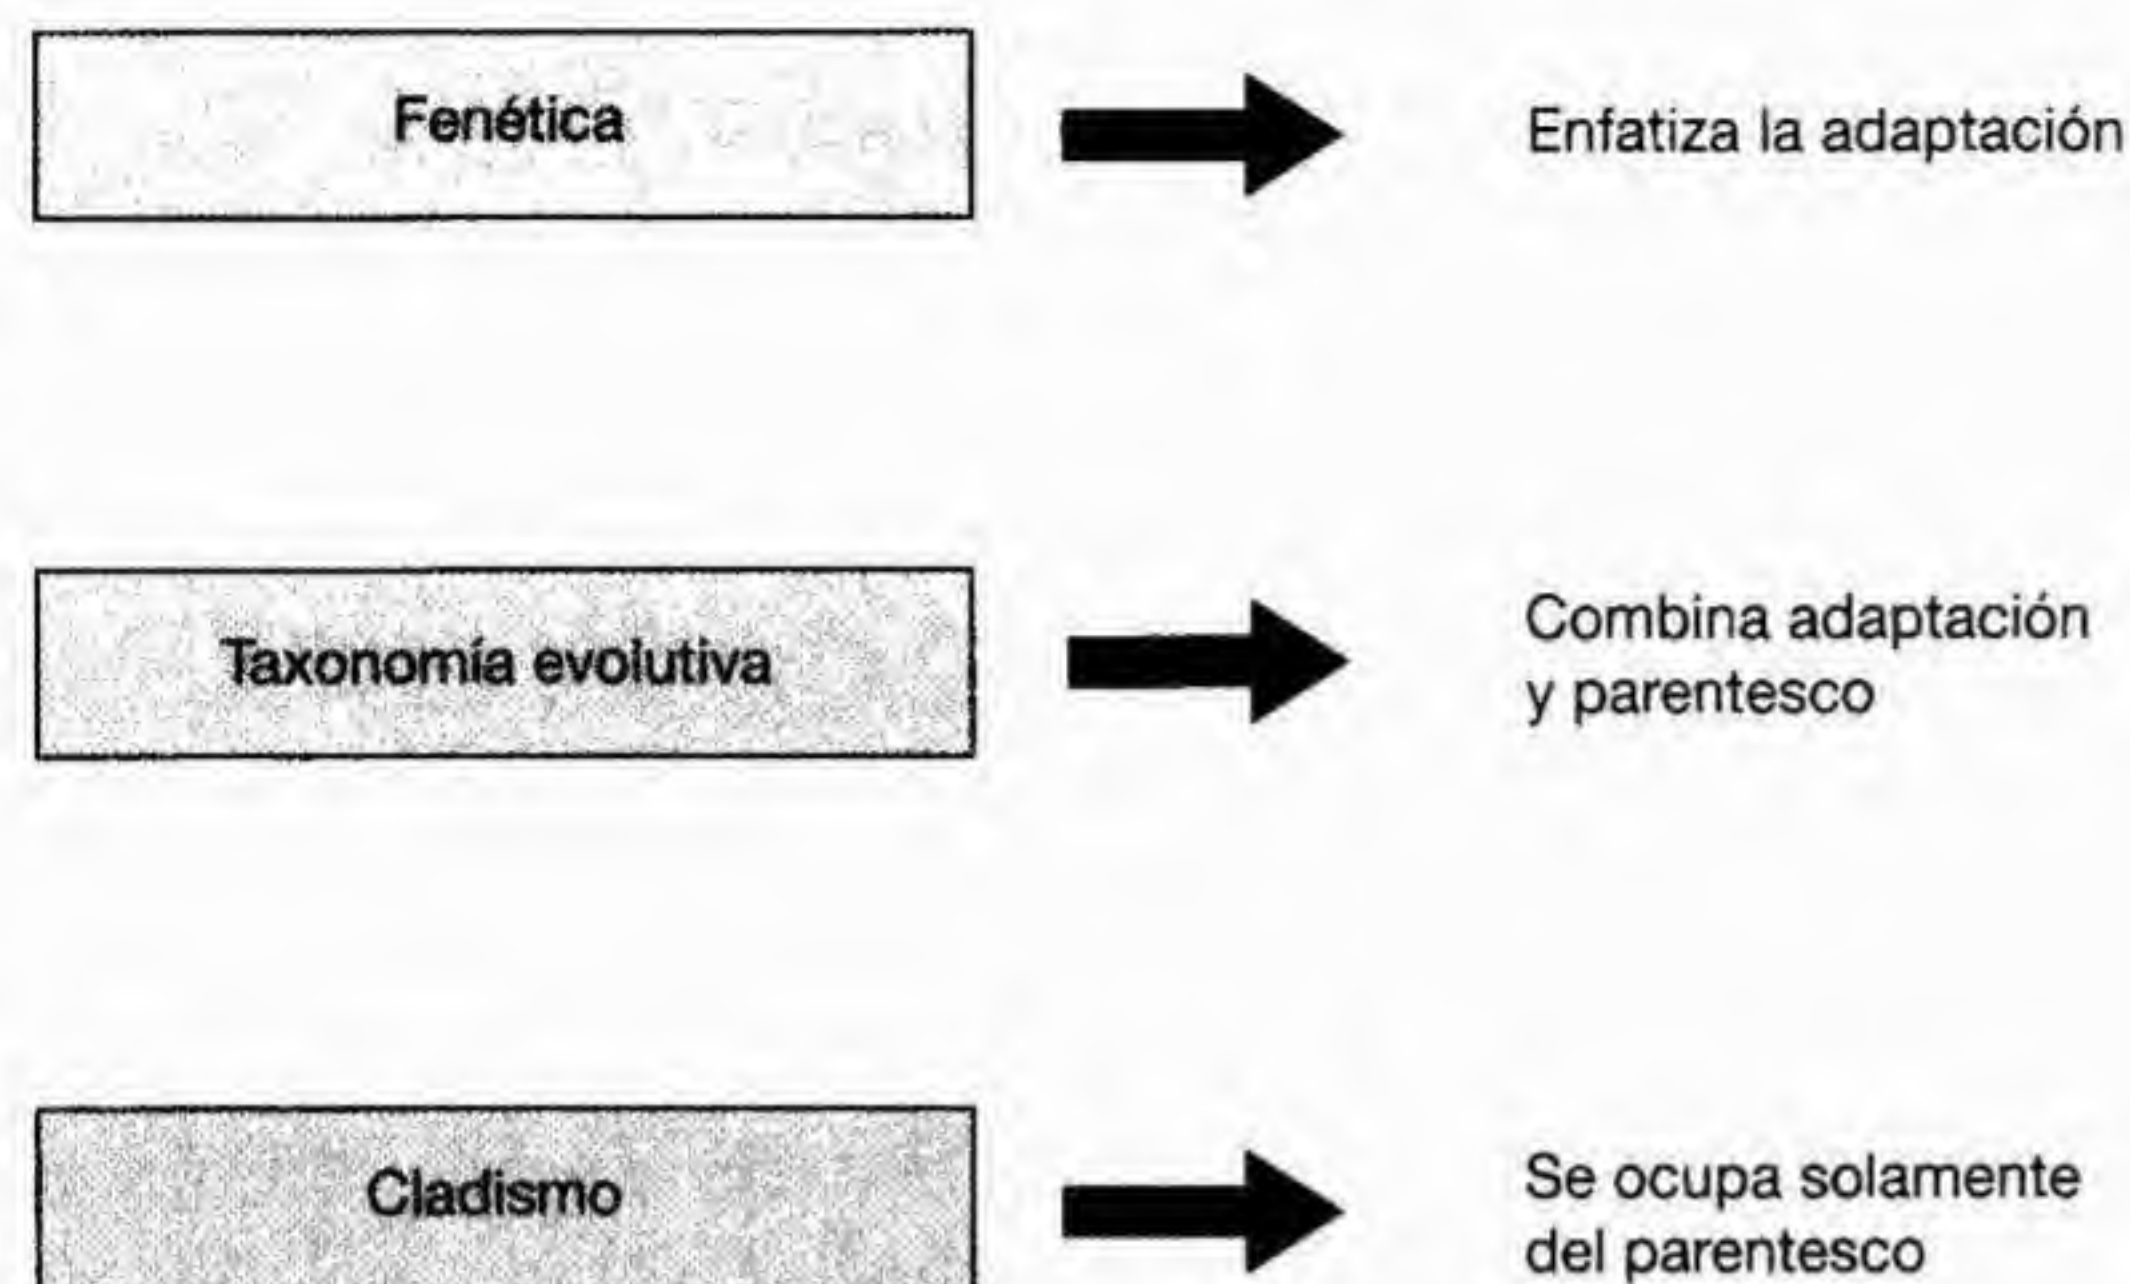 Fenética
Enfatiza la adaptación
Taxonomía evolutiva
Combina adaptación
y parentesco
Cladismo
Se ocupa solamente
del parentesco